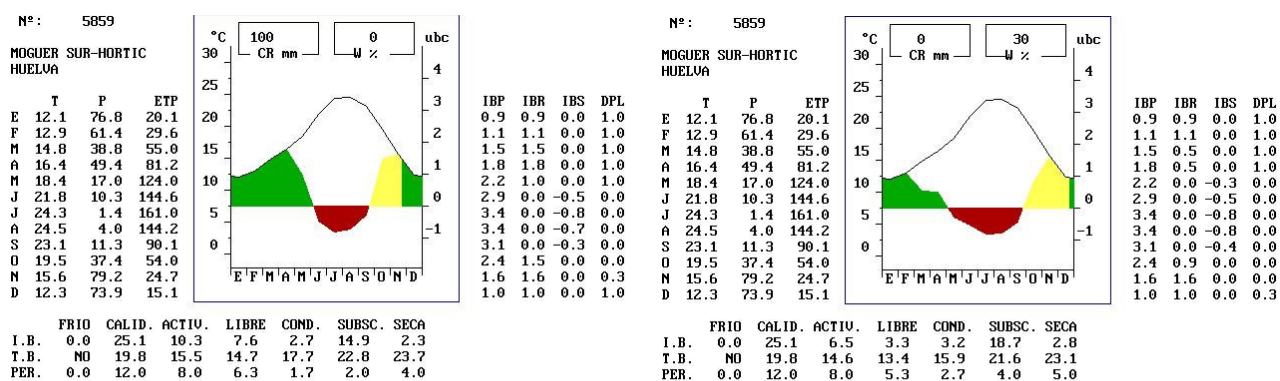 Nº: 5859
MOGUER SUR-HORTIC
HUELVA
°C 100 0 ubc
CR mm W %
30 25 20 15 10 5 0
4 3 2 1 0 -1
E F M A M J J A S O N D
T P ETP IBP IBR IBS DPL
E 12.1 76.8 20.1 0.9 0.9 0.0 1.0
F 12.9 61.4 29.6 1.1 1.1 0.0 1.0
M 14.8 38.8 55.0 1.5 1.5 0.0 1.0
A 16.4 49.4 81.2 1.8 1.8 0.0 1.0
M 18.4 17.0 124.0 2.2 1.0 0.0 1.0
J 21.8 10.3 144.6 2.9 0.0 -0.5 0.0
J 24.3 1.4 161.0 3.4 0.0 -0.8 0.0
A 24.5 4.0 144.2 3.4 0.0 -0.7 0.0
S 23.1 11.3 90.1 3.1 0.0 -0.3 0.0
O 19.5 37.4 54.0 2.4 1.5 0.0 0.0
N 15.6 79.2 24.7 1.6 1.6 0.0 0.3
D 12.3 73.9 15.1 1.0 1.0 0.0 1.0
FRIO CALID. ACTIV. LIBRE COND. SUBSC. SECA
I.B. 0.0 25.1 10.3 7.6 2.7 14.9 2.3
T.B. NO 19.8 15.5 14.7 17.7 22.8 23.7
PER. 0.0 12.0 8.0 6.3 1.7 2.0 4.0
Nº: 5859
MOGUER SUR-HORTIC
HUELVA
°C 0 30 ubc
CR mm W %
30 25 20 15 10 5 0
4 3 2 1 0 -1
E F M A M J J A S O N D
T P ETP IBP IBR IBS DPL
E 12.1 76.8 20.1 0.9 0.9 0.0 1.0
F 12.9 61.4 29.6 1.1 1.1 0.0 1.0
M 14.8 38.8 55.0 1.5 0.5 0.0 1.0
A 16.4 49.4 81.2 1.8 0.5 0.0 1.0
M 18.4 17.0 124.0 2.2 0.0 -0.3 0.0
J 21.8 10.3 144.6 2.9 0.0 -0.5 0.0
J 24.3 1.4 161.0 3.4 0.0 -0.8 0.0
A 24.5 4.0 144.2 3.4 0.0 -0.8 0.0
S 23.1 11.3 90.1 3.1 0.0 -0.4 0.0
O 19.5 37.4 54.0 2.4 0.9 0.0 0.0
N 15.6 79.2 24.7 1.6 1.6 0.0 0.0
D 12.3 73.9 15.1 1.0 1.0 0.0 0.3
FRIO CALID. ACTIV. LIBRE COND. SUBSC. SECA
I.B. 0.0 25.1 6.5 3.3 3.2 18.7 2.8
T.B. NO 19.8 14.6 13.4 15.9 21.6 23.1
PER. 0.0 12.0 8.0 5.3 2.7 4.0 5.0